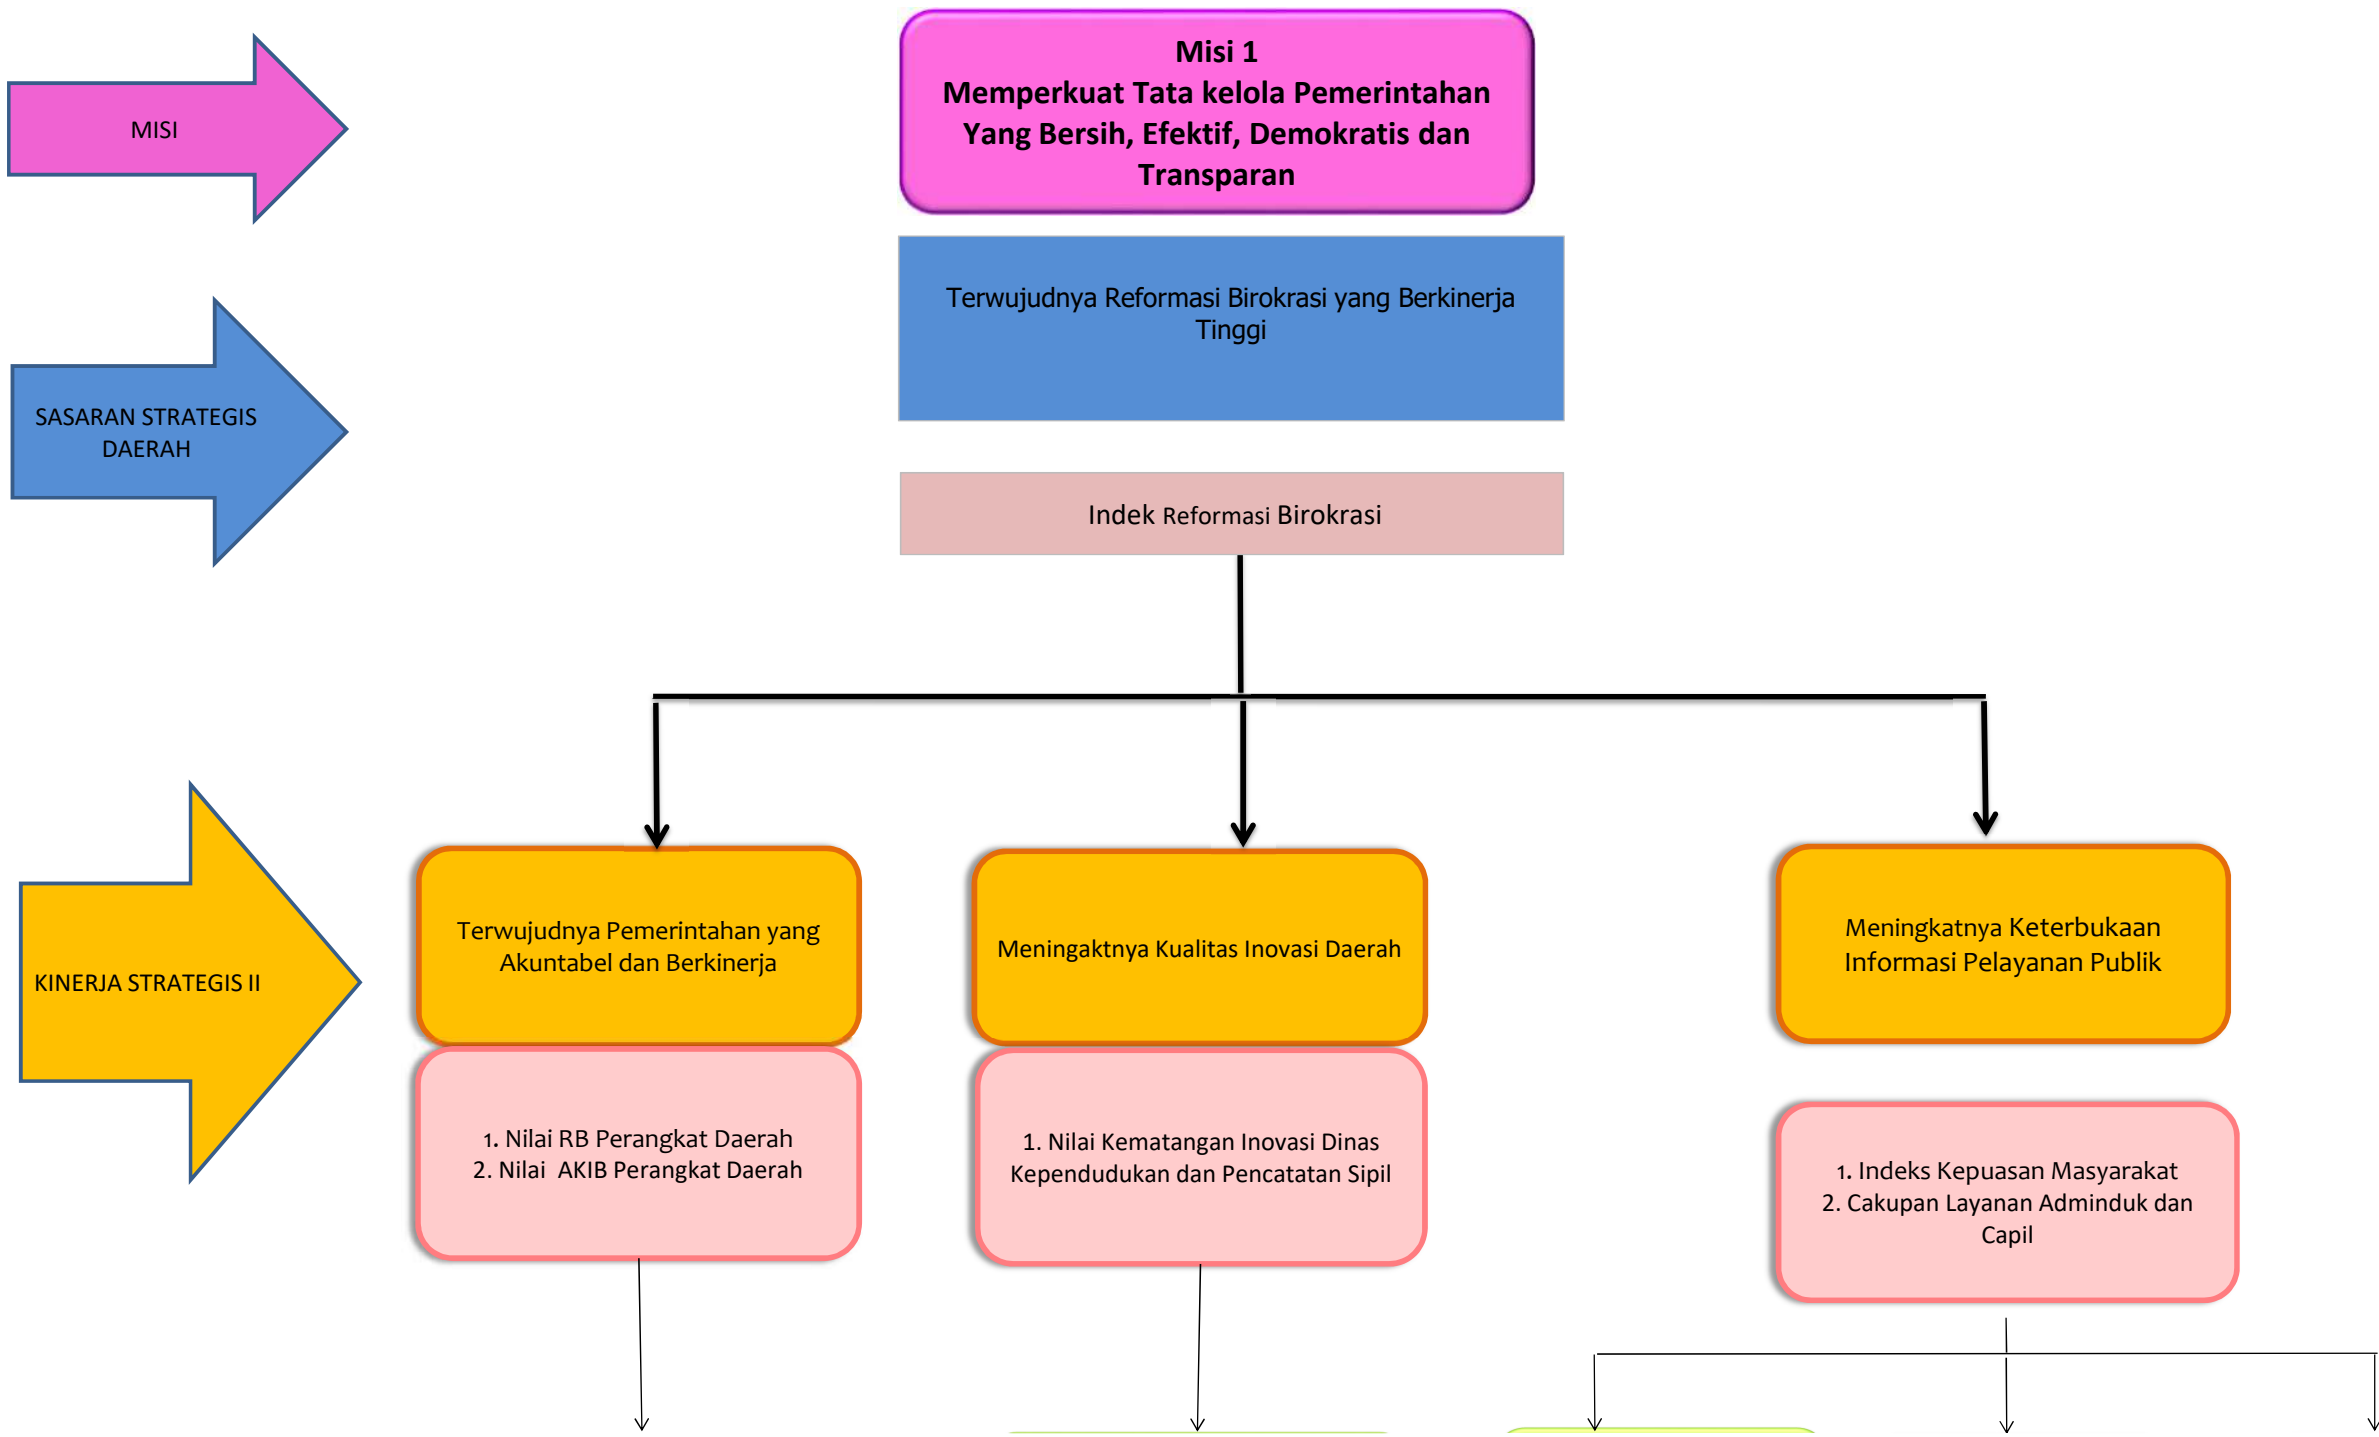 MISI
Misi 1
Memperkuat Tata kelola Pemerintahan
Yang Bersih, Efektif, Demokratis dan
Transparan
SASARAN STRATEGIS
DAERAH
Terwujudnya Reformasi Birokrasi yang Berkinerja
Tinggi
Indek Reformasi Birokrasi
KINERJA STRATEGIS II
Terwujudnya Pemerintahan yang
Akuntabel dan Berkinerja
Meningaktnya Kualitas Inovasi Daerah
Meningkatnya Keterbukaan
Informasi Pelayanan Publik
1. Nilai RB Perangkat Daerah
2. Nilai  AKIB Perangkat Daerah
1. Nilai Kematangan Inovasi Dinas
Kependudukan dan Pencatatan Sipil
1. Indeks Kepuasan Masyarakat
2. Cakupan Layanan Adminduk dan
Capil